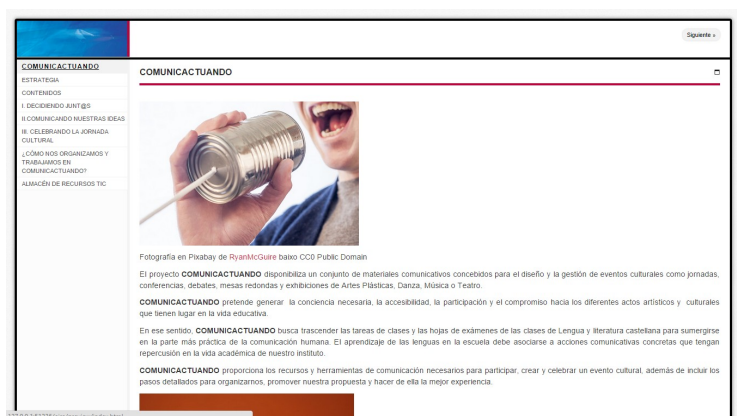 Siguiente »
COMUNICACTUANDO
ESTRATEGIA
CONTENIDOS
I. DECIDIENDO JUNT@S
II.COMUNICANDO NUESTRAS IDEAS
III. CELEBRANDO LA JORNADA
CULTURAL
¿CÓMO NOS ORGANIZAMOS Y
TRABAJAMOS EN
COMUNICACTUANDO?
ALMACÉN DE RECURSOS TIC
COMUNICACTUANDO
Fotografía en Pixabay de RyanMcGuire baixo CC0 Public Domain
El proyecto COMUNICACTUANDO disponibiliza un conjunto de materiales comunicativos concebidos para el diseño y la gestión de eventos culturales como jornadas,
conferencias, debates, mesas redondas y exhibiciones de Artes Plásticas, Danza, Música o Teatro.
COMUNICACTUANDO pretende generar la conciencia necesaria, la accesibilidad, la participación y el compromiso hacia los diferentes actos artísticos y culturales
que tienen lugar en la vida educativa.
En ese sentido, COMUNICACTUANDO busca trascender las tareas de clases y las hojas de exámenes de las clases de Lengua y literatura castellana para sumergirse
en la parte más práctica de la comunicación humana. El aprendizaje de las lenguas en la escuela debe asociarse a acciones comunicativas concretas que tengan
repercusión en la vida académica de nuestro instituto.
COMUNICACTUANDO proporciona los recursos y herramientas de comunicación necesarios para participar, crear y celebrar un evento cultural, además de incluir los
pasos detallados para organizarnos, promover nuestra propuesta y hacer de ella la mejor experiencia.